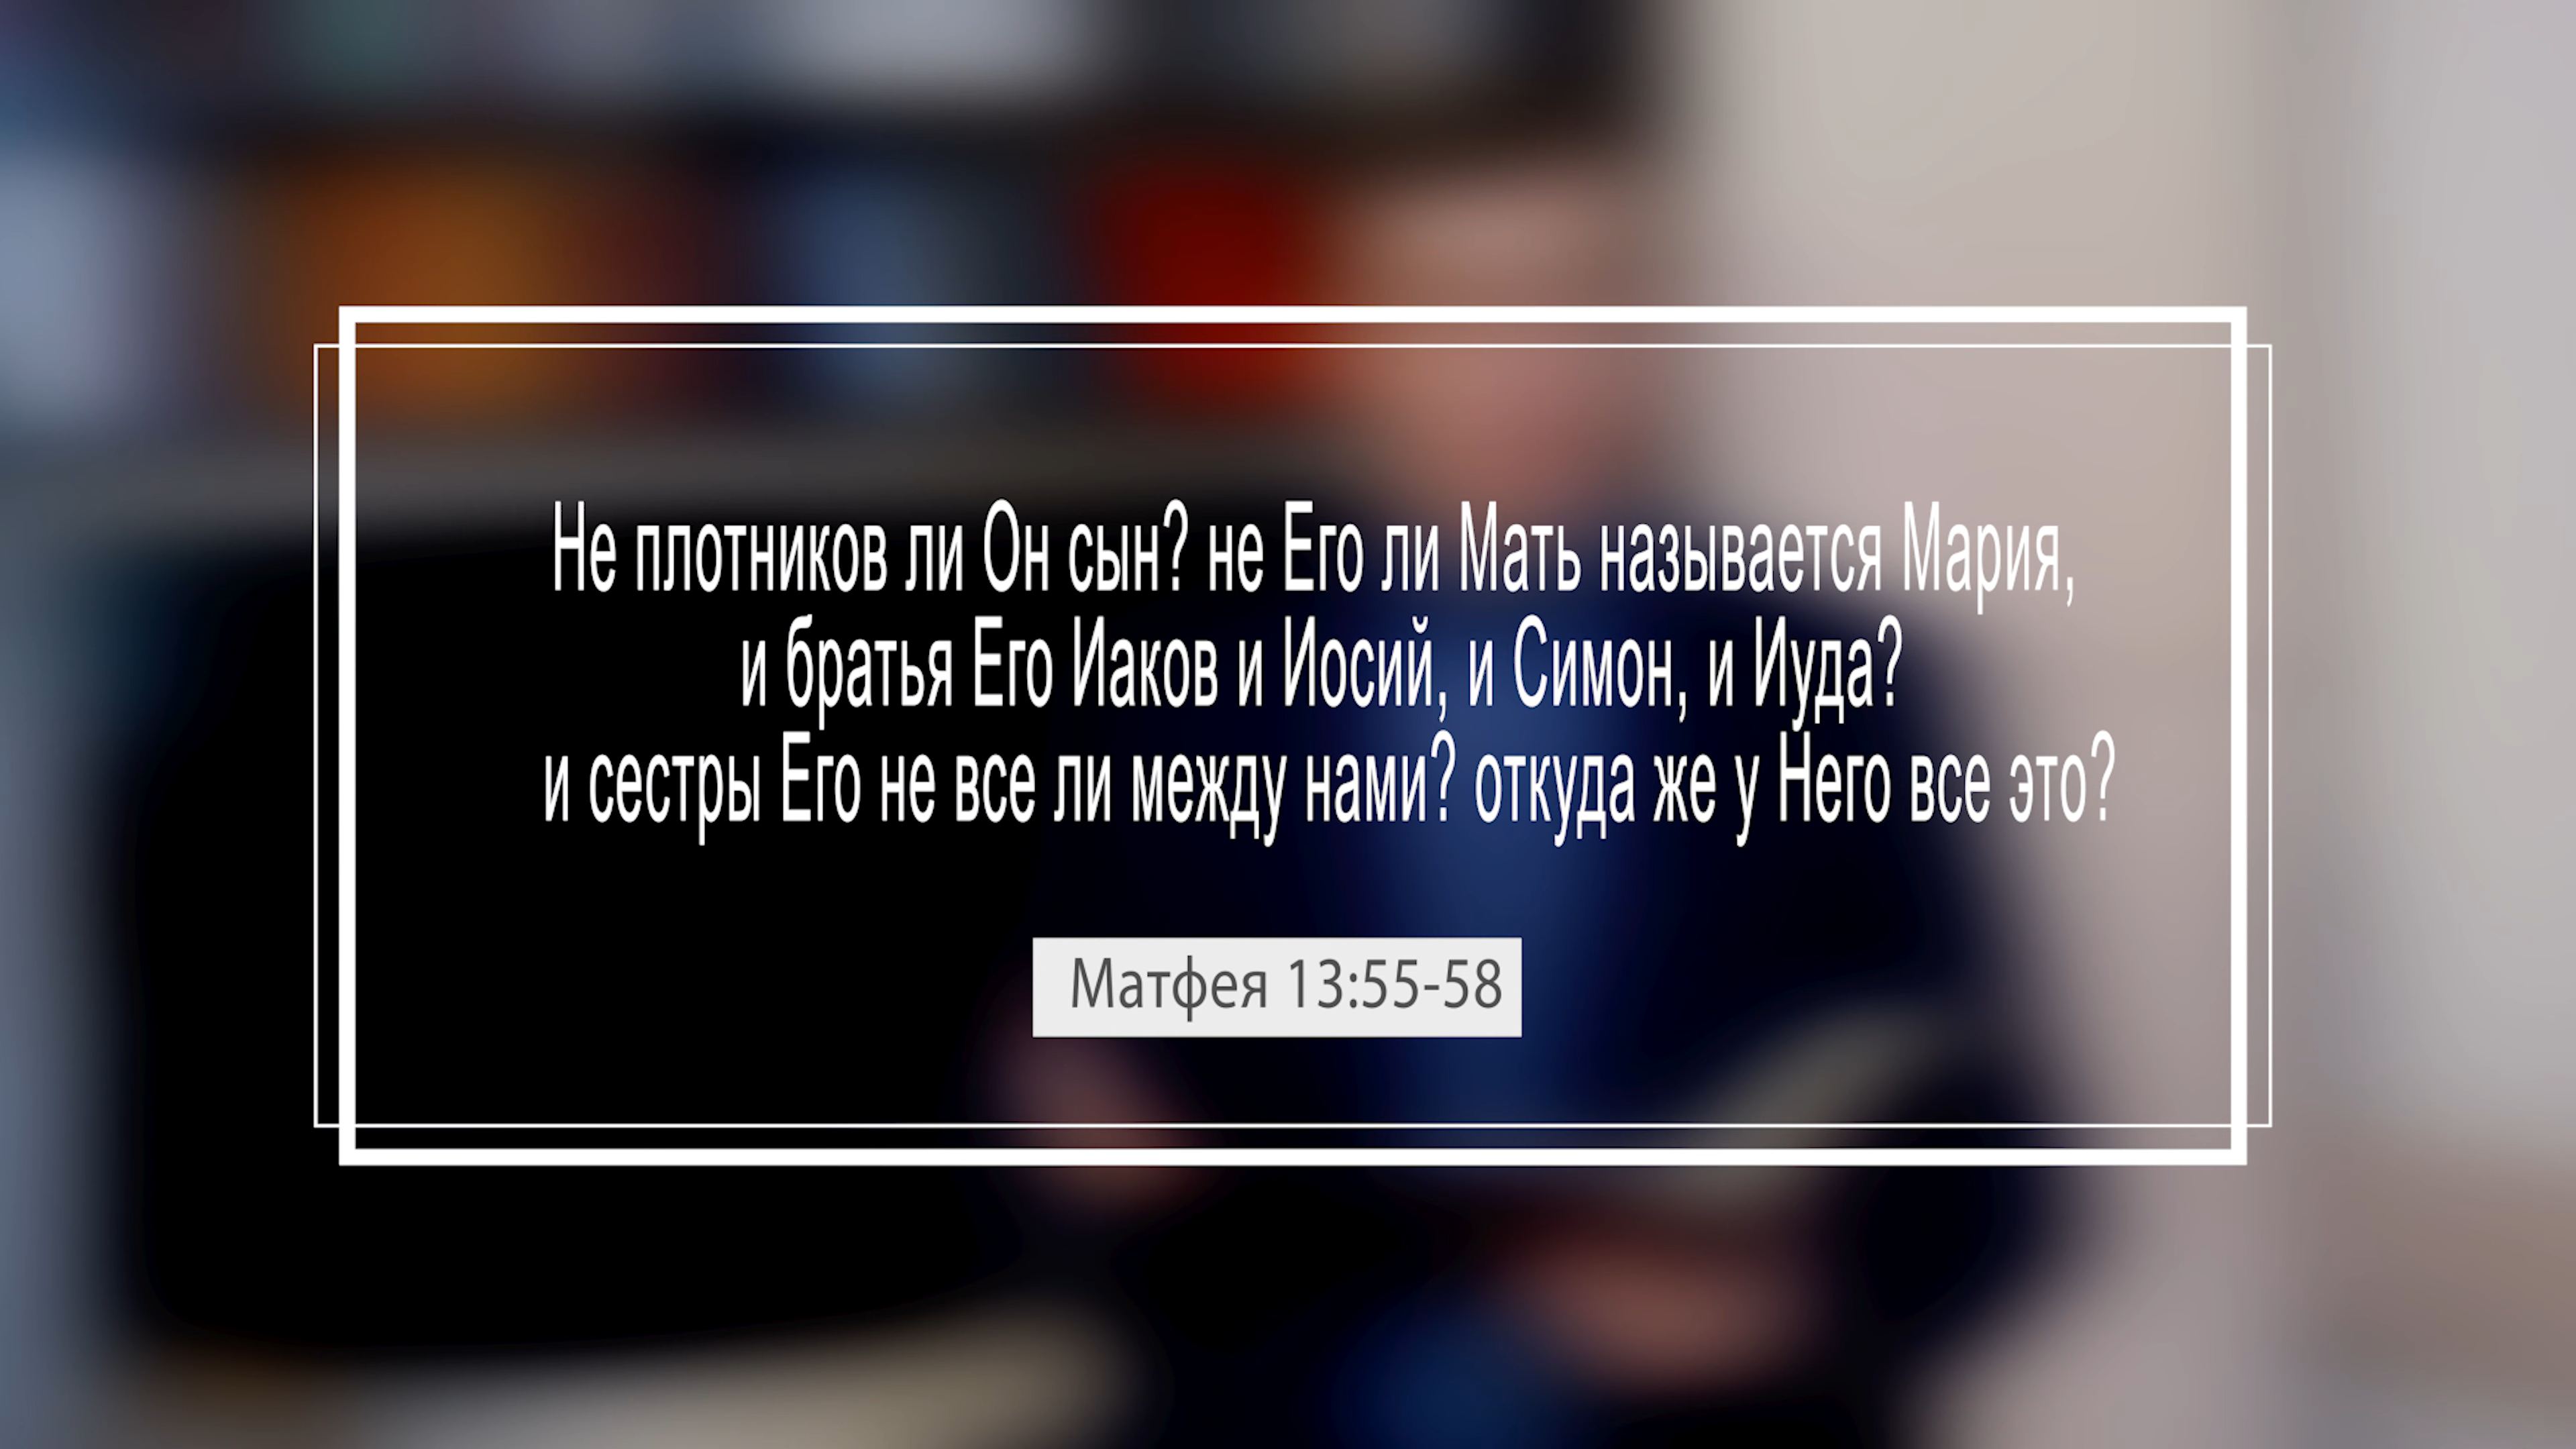 Не плотников ли Он сын? не Его ли Мать называется Мария,
и братья Его Иаков и Иосий, и Симон, и Иуда?
и сестры Его не все ли между нами? откуда же у Него все это?
Матфея 13:55-58